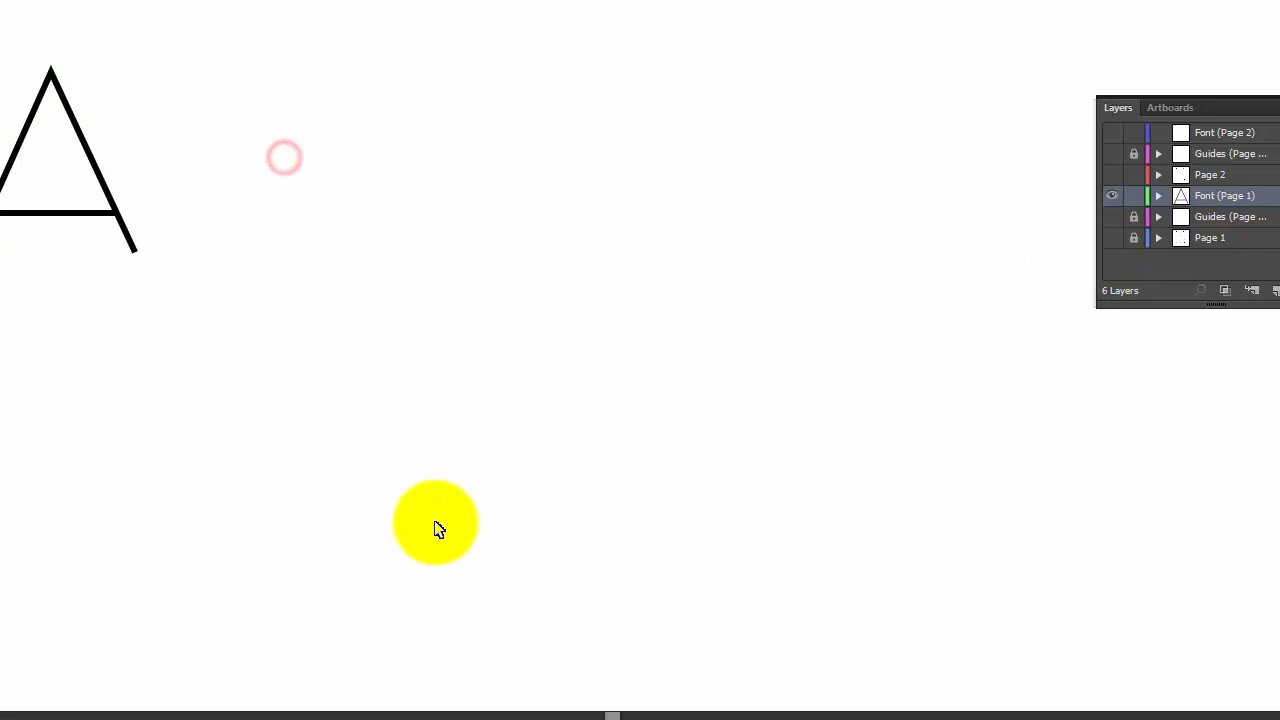 A
Layers Artboards
Font (Page 2)
Guides (Page ...
Page 2
Font (Page 1)
Guides (Page ...
Page 1
6 Layers